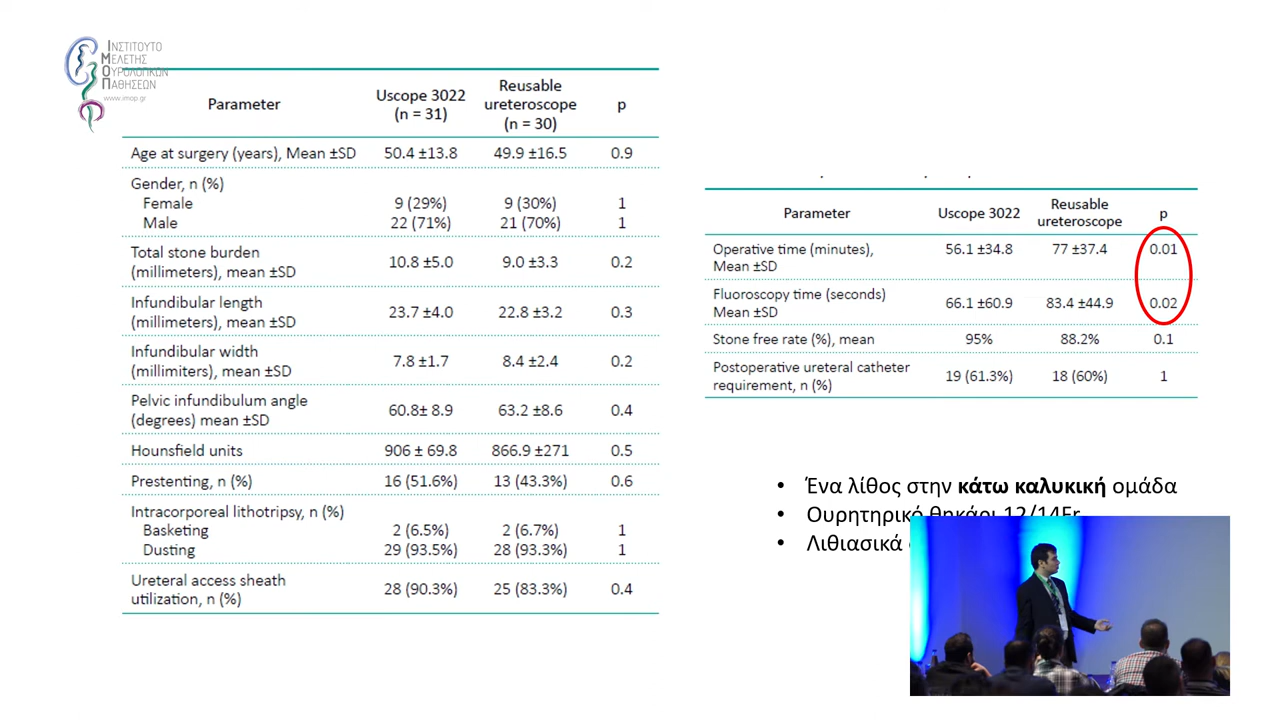 ΙΝΣΤΙΤΟΥΤΟ
ΜΕΛΕΤΗΣ
ΟΥΡΟΛΟΓΙΚΩΝ
ΠΑΘΗΣΕΩΝ
www.imop.gr
Parameter Uscope 3022 (n = 31) Reusable ureteroscope (n = 30) p
Age at surgery (years), Mean ±SD 50.4 ±13.8 49.9 ±16.5 0.9
Gender, n (%)
Female 9 (29%) 9 (30%) 1
Male 22 (71%) 21 (70%) 1
Total stone burden
(millimeters), mean ±SD 10.8 ±5.0 9.0 ±3.3 0.2
Infundibular length
(millimeters), mean ±SD 23.7 ±4.0 22.8 ±3.2 0.3
Infundibular width
(millimiters), mean ±SD 7.8 ±1.7 8.4 ±2.4 0.2
Pelvic infundibulum angle
(degrees) mean ±SD 60.8± 8.9 63.2 ±8.6 0.4
Hounsfield units 906 ± 69.8 866.9 ±271 0.5
Prestenting, n (%) 16 (51.6%) 13 (43.3%) 0.6
Intracorporeal lithotripsy, n (%)
Basketing 2 (6.5%) 2 (6.7%) 1
Dusting 29 (93.5%) 28 (93.3%) 1
Ureteral access sheath
utilization, n (%) 28 (90.3%) 25 (83.3%) 0.4
Parameter Uscope 3022 Reusable ureteroscope p
Operative time (minutes), 56.1 ±34.8 77 ±37.4 0.01
Mean ±SD
Fluoroscopy time (seconds) 66.1 ±60.9 83.4 ±44.9 0.02
Mean ±SD
Stone free rate (%), mean 95% 88.2% 0.1
Postoperative ureteral catheter
requirement, n (%) 19 (61.3%) 18 (60%) 1
• Ένα λίθος στην κάτω καλυκική ομάδα
• Ουρητηρικό θηκάρι 12/14Fr
• Λιθιασικά